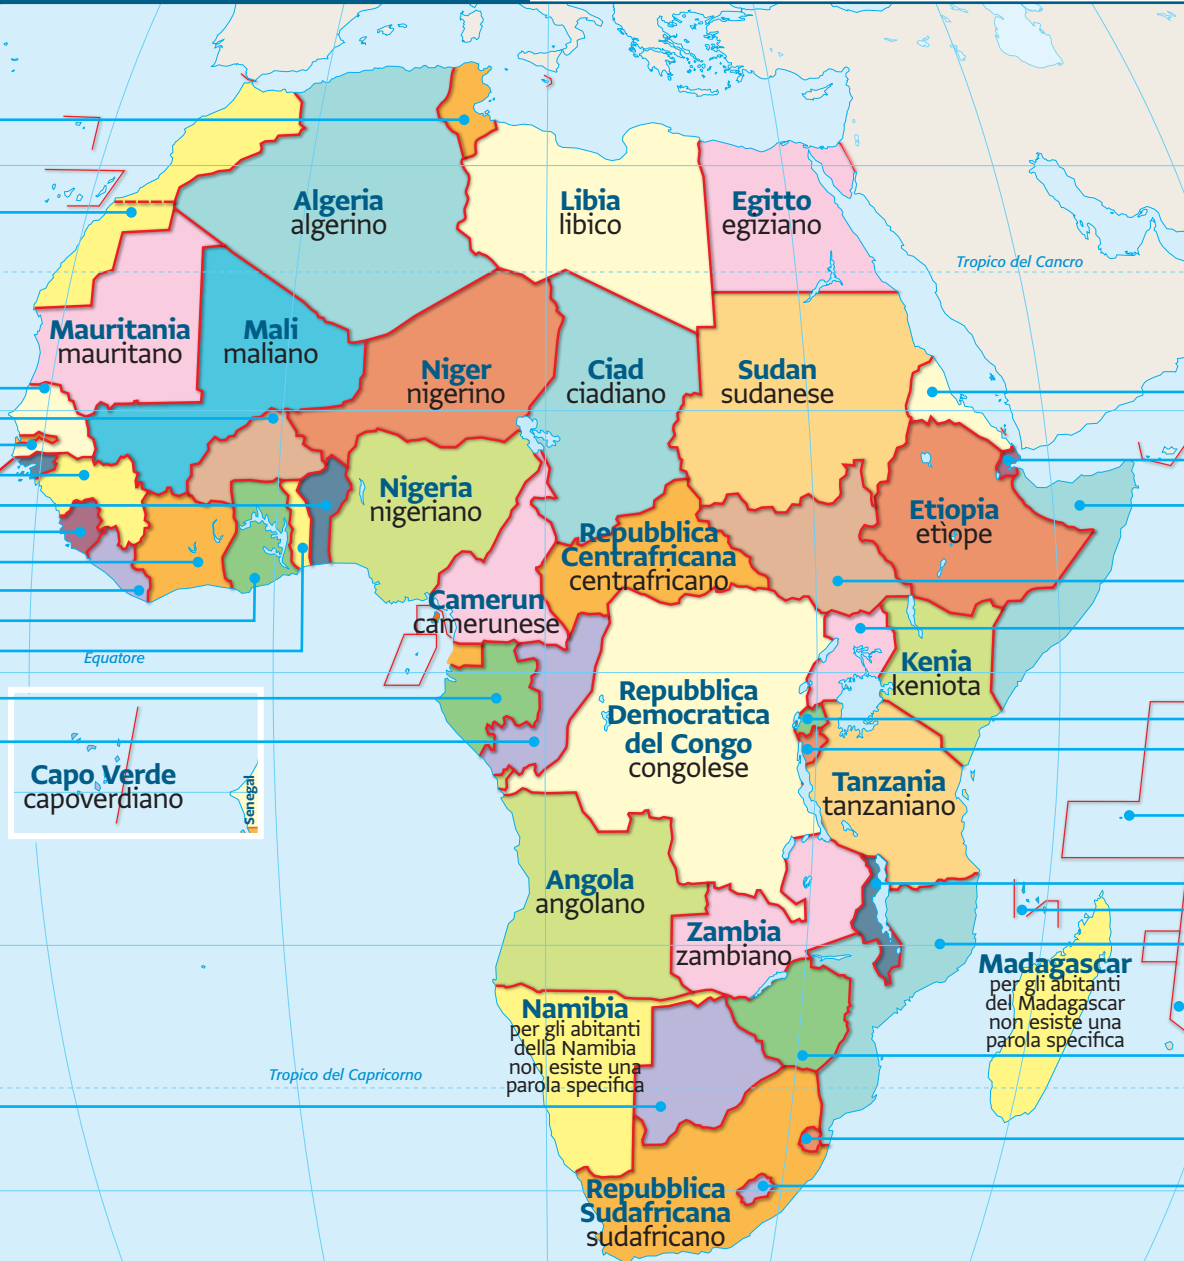 Algeria
algerino
Libia
libico
Egitto
egiziano
Tropico del Cancro
Mauritania
mauritano
Mali
maliano
Niger
nigerino
Ciad
ciadiano
Sudan
sudanese
Nigeria
nigeriano
Etiopia
etìope
Repubblica
Centrafricana
centrafricano
Camerun
camerunese
Equatore
Kenia
keniota
Repubblica
Democratica
del Congo
congolese
Capo Verde
capoverdiano
Senegal
Tanzania
tanzaniano
Angola
angolano
Zambia
zambiano
Madagascar
per gli abitanti
del Madagascar
non esiste una
parola specifica
Namibia
per gli abitanti
della Namibia
non esiste una
parola specifica
Tropico del Capricorno
Repubblica
Sudafricana
sudafricano